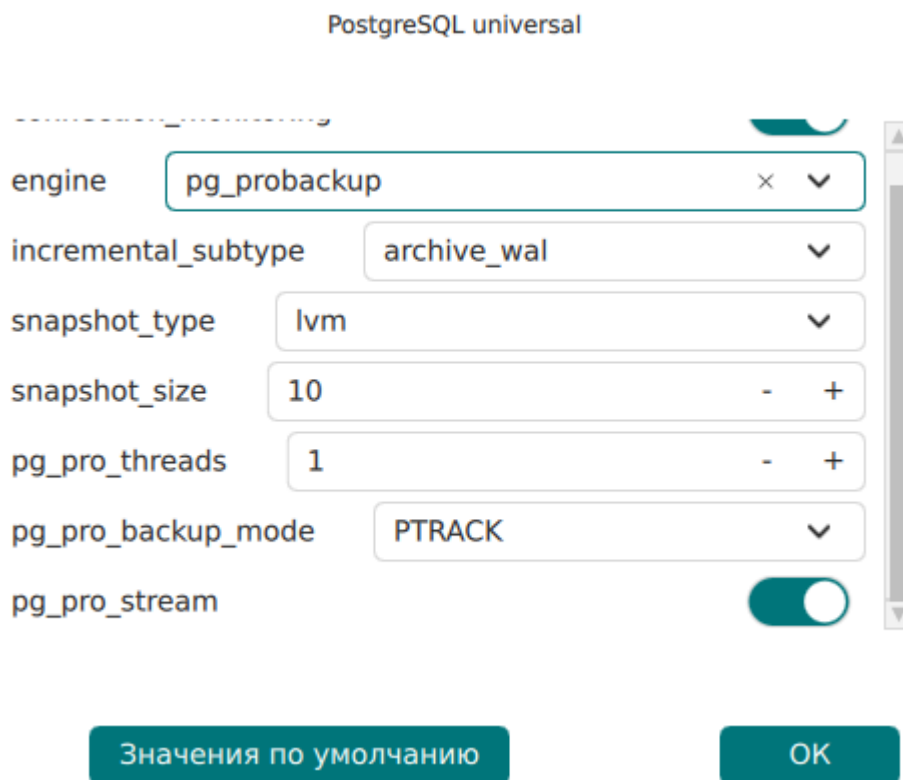 PostgreSQL universal
connection_monitoring
engine pg_probackup
incremental_subtype archive_wal
snapshot_type lvm
snapshot_size 10 - +
pg_pro_threads 1 - +
pg_pro_backup_mode PTRACK
pg_pro_stream
Значения по умолчанию OK